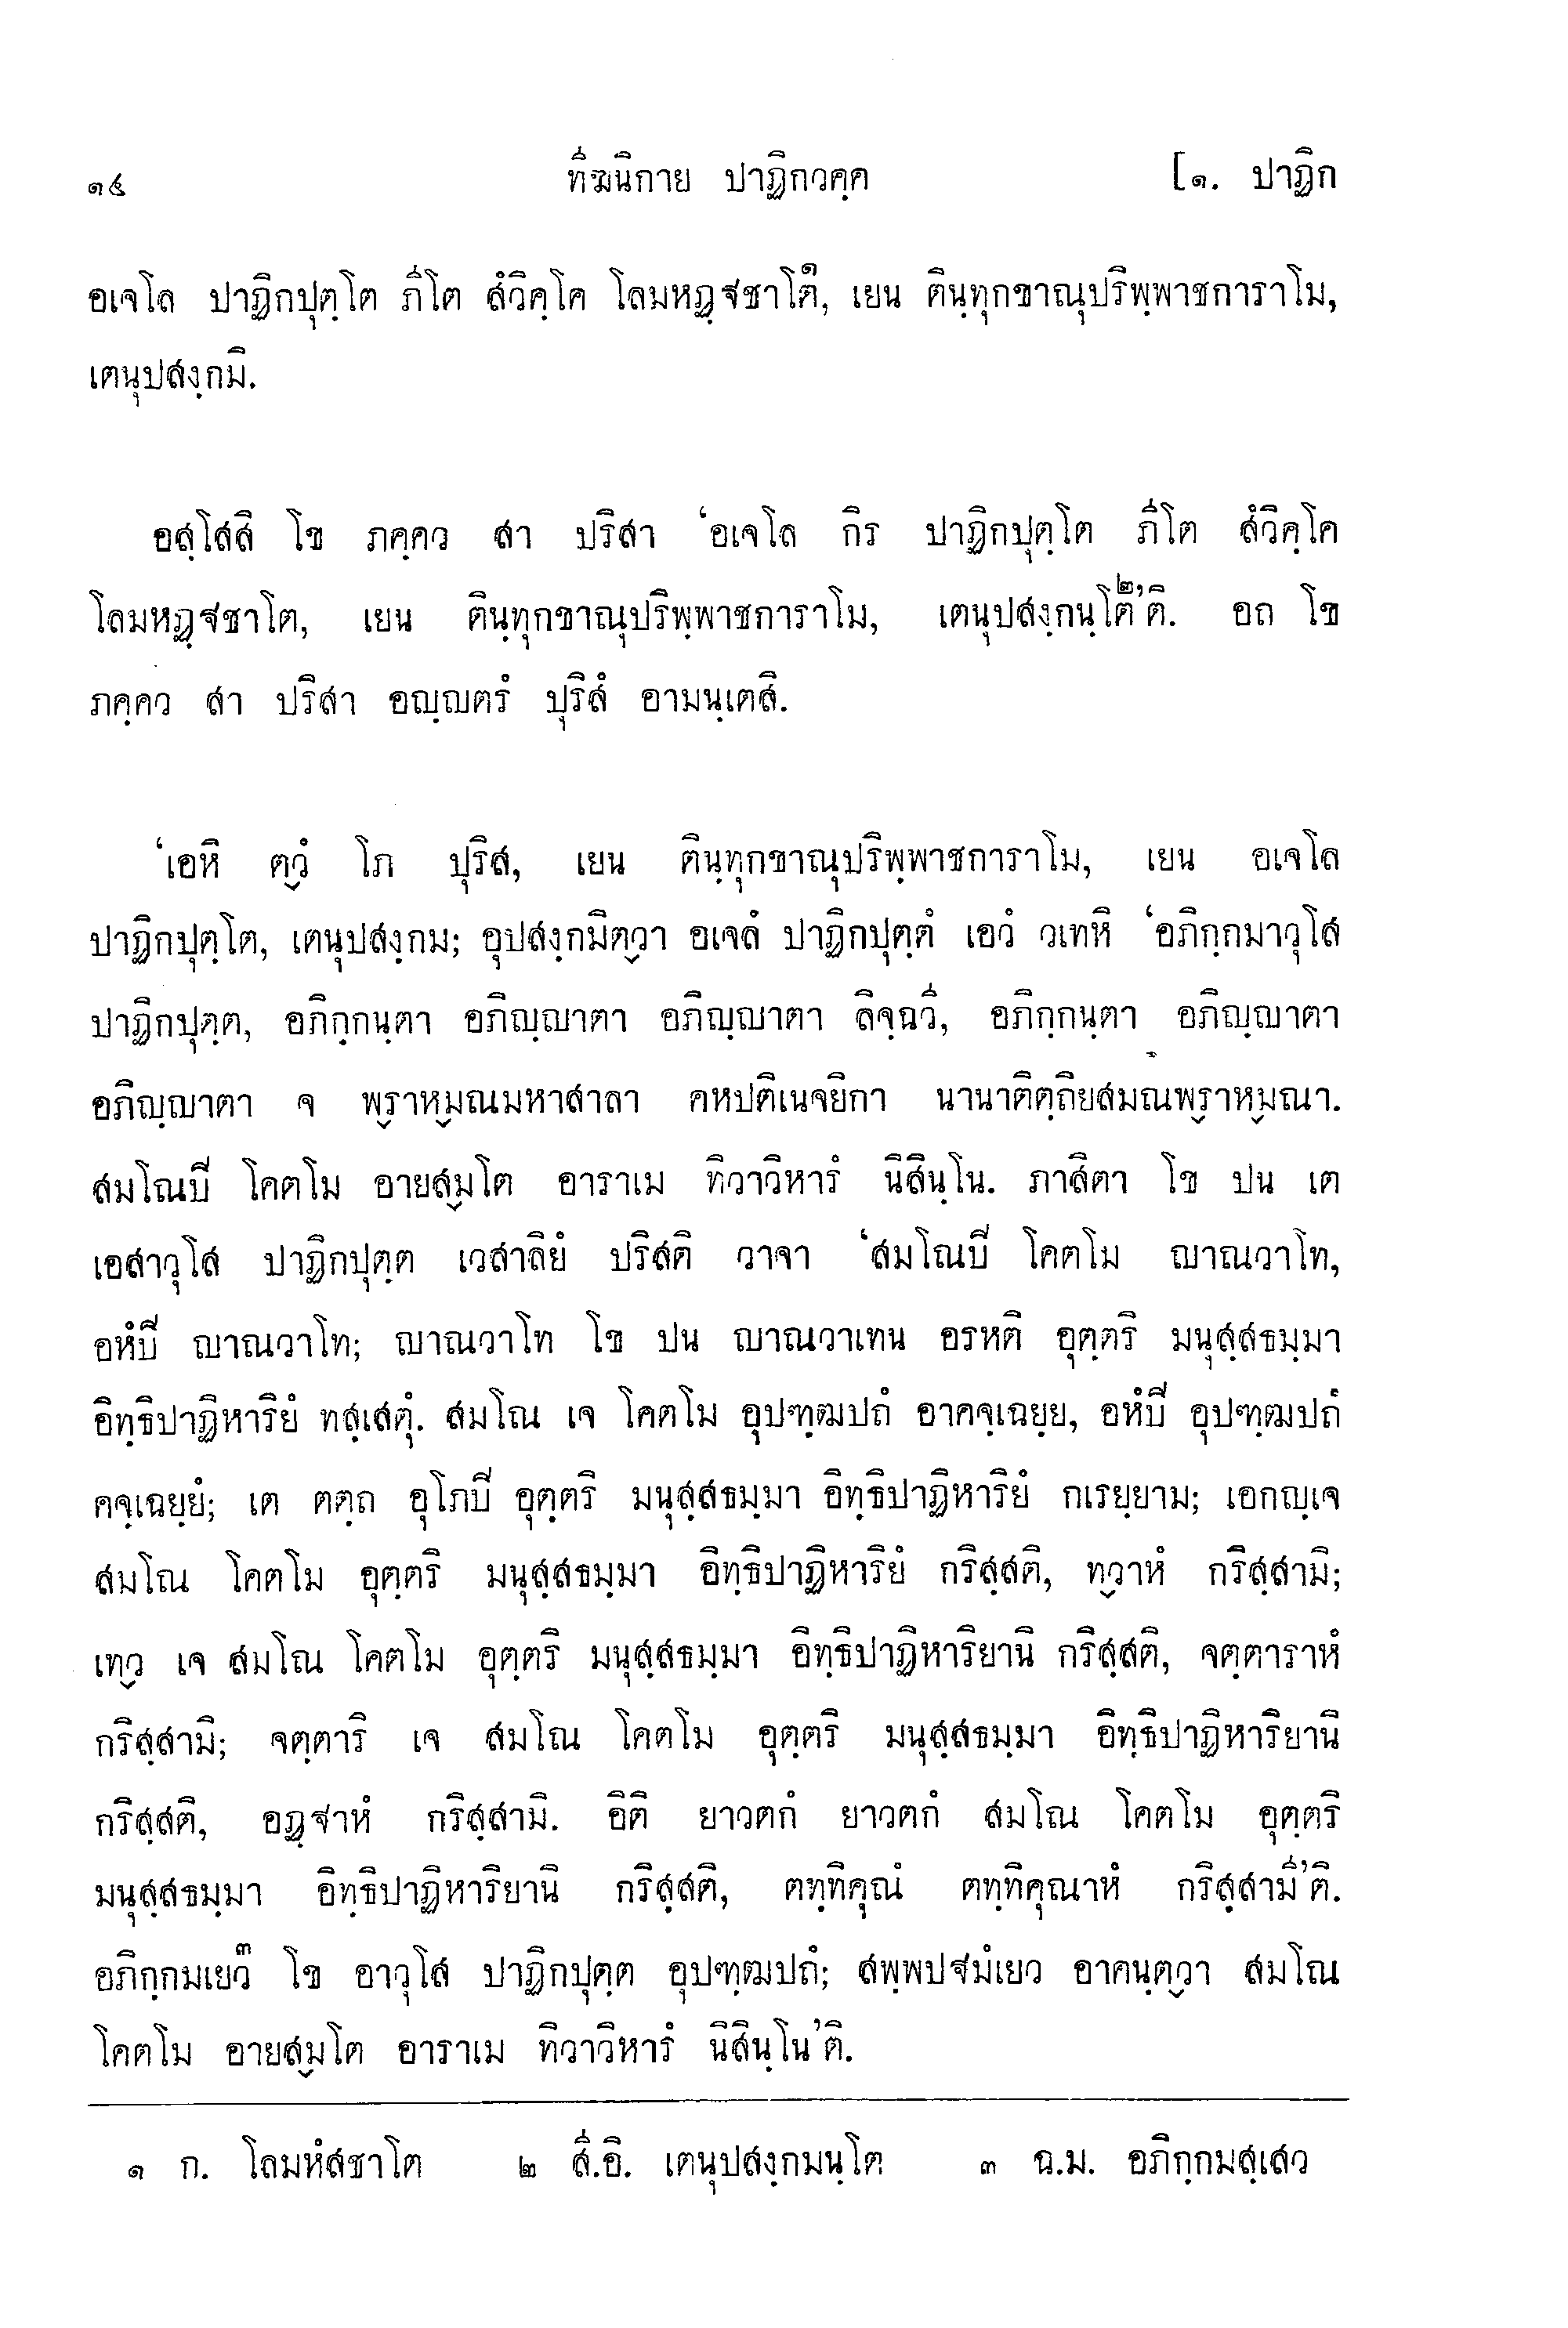 ๑๔ ทีฆนิกาย ปาฏิกวคฺค [๑. ปาฏิก
อเจโล ปาฏิกปุตฺโต ภีโต สํวิคฺโค โลมหฏฺฐชาโต๑, เยน ตินฺทุกขาณุปริพฺพาชการาโม,
เตนุปสงฺกมิ.
อสฺโสสิ โข ภคฺคว สา ปริสา ‘อเจโล กิร ปาฏิกปุตฺโต ภีโต สํวิคฺโค
โลมหฏฺฐชาโต, เยน ตินฺทุกขาณุปริพฺพาชการาโม, เตนุปสงฺกนฺโต๒’ติ. อถ โข
ภคฺคว สา ปริสา อญฺญตรํ ปุริสํ อามนฺเตสิ.
‘เอหิ ตฺวํ โภ ปุริส, เยน ตินฺทุกขาณุปริพฺพาชการาโม, เยน อเจโล
ปาฏิกปุตฺโต, เตนุปสงฺกม; อุปสงฺกมิตฺวา อเจลํ ปาฏิกปุตฺตํ เอวํ วเทหิ ‘อภิกฺกมาวุโส
ปาฏิกปุตฺต, อภิกฺกนฺตา อภิญฺญาตา อภิญฺญาตา ลิจฺฉวี, อภิกฺกนฺตา อภิญฺญาตา
อภิญฺญาตา จ พฺราหฺมณมหาสาลา คหปติเนจยิกา นานาติตฺถิยสมณพฺราหฺมณา.
สมโณปิ โคตโม อายสฺมโต อาราเม ทิวาวิหารํ นิสินฺโน. ภาสิตา โข ปน เต
เอสาวุโส ปาฏิกปุตฺต เวสาลิยํ ปริสติ วาจา ‘สมโณปิ โคตโม ญาณวาโท,
อหํปิ ญาณวาโท; ญาณวาโท โข ปน ญาณวาเทน อรหติ อุตฺตริ มนุสฺสธมฺมา
อิทฺธิปาฏิหาริยํ ทสฺเสตุํ. สมโณ เจ โคตโม อุปฑฺฒปถํ อาคจฺเฉยฺย, อหํปิ อุปฑฺฒปถํ
คจฺเฉยฺยํ; เต ตตฺถ อุโภปิ อุตฺตริ มนุสฺสธมฺมา อิทฺธิปาฏิหาริยํ กเรยฺยาม; เอกญฺเจ
สมโณ โคตโม อุตฺตริ มนุสฺสธมฺมา อิทฺธิปาฏิหาริยํ กริสฺสติ, ทฺวาหํ กริสฺสามิ;
เทฺว เจ สมโณ โคตโม อุตฺตริ มนุสฺสธมฺมา อิทฺธิปาฏิหาริยานิ กริสฺสติ, จตฺตาราหํ
กริสฺสามิ; จตฺตาริ เจ สมโณ โคตโม อุตฺตริ มนุสฺสธมฺมา อิทฺธิปาฏิหาริยานิ
กริสฺสติ, อฏฺฐาหํ กริสฺสามิ. อิติ ยาวตกํ ยาวตกํ สมโณ โคตโม อุตฺตริ
มนุสฺสธมฺมา อิทฺธิปาฏิหาริยานิ กริสฺสติ, ตทฺทิคุณํ ตทฺทิคุณาหํ กริสฺสามี’ติ.
อภิกฺกมเยว๓ โข อาวุโส ปาฏิกปุตฺต อุปฑฺฒปถํ; สพฺพปฐมํเยว อาคนฺตฺวา สมโณ
โคตโม อายสฺมโต อาราเม ทิวาวิหารํ นิสินฺโน’ติ.
๑ ก. โลมหํสชาโต ๒ สี.อิ. เตนุปสงฺกมนฺโต ๓ ฉ.ม. อภิกฺกมสฺเสว